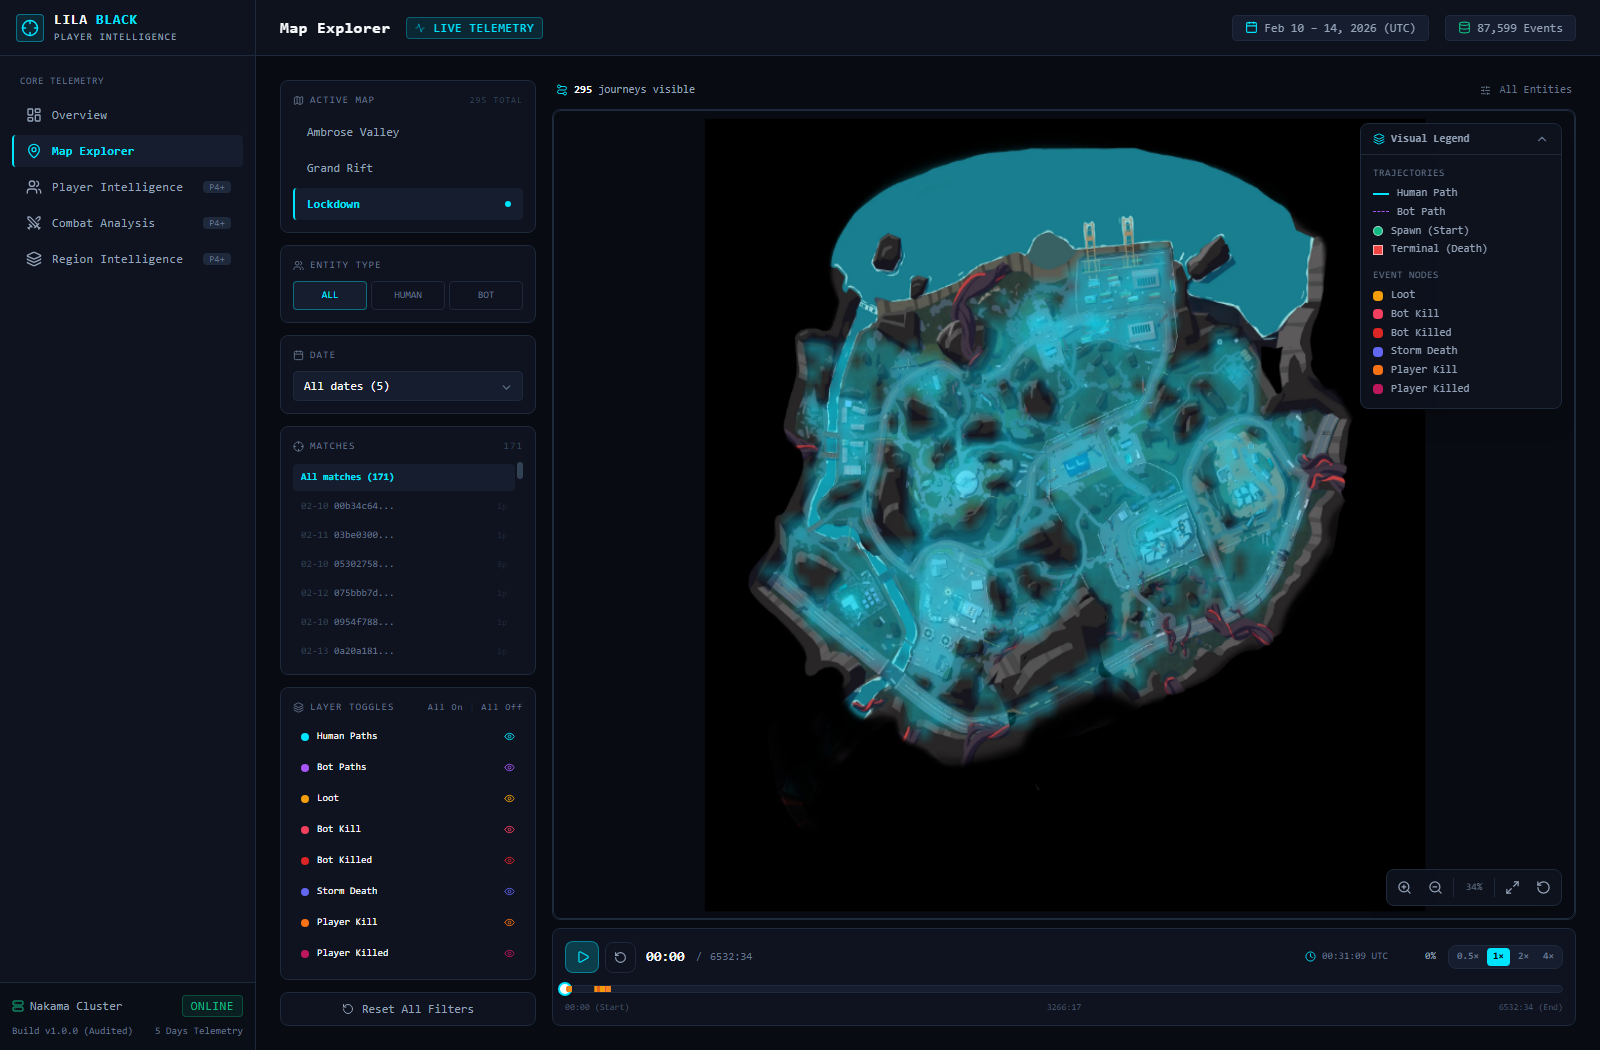 LILA BLACK
PLAYER INTELLIGENCE
CORE TELEMETRY
Overview
Map Explorer
Player Intelligence P4+
Combat Analysis P4+
Region Intelligence P4+
Nakama Cluster ONLINE
Build v1.0.0 (Audited) 5 Days Telemetry
Map Explorer LIVE TELEMETRY
Feb 10 – 14, 2026 (UTC) 87,599 Events
ACTIVE MAP 295 TOTAL
Ambrose Valley
Grand Rift
Lockdown
ENTITY TYPE
ALL HUMAN BOT
DATE
All dates (5)
MATCHES 171
All matches (171)
02-10 00b34c64...
02-11 03be0300...
02-10 05302758...
02-12 075bbb7d...
02-10 0954f788...
02-13 0a20a181...
LAYER TOGGLES All On All Off
Human Paths
Bot Paths
Loot
Bot Kill
Bot Killed
Storm Death
Player Kill
Player Killed
Reset All Filters
295 journeys visible All Entities
Visual Legend
TRAJECTORIES
Human Path
Bot Path
Spawn (Start)
Terminal (Death)
EVENT NODES
Loot
Bot Kill
Bot Killed
Storm Death
Player Kill
Player Killed
34%
00:00 / 6532:34 00:31:09 UTC 0% 0.5× 1× 2× 4×
00:00 (Start) 3266:17 6532:34 (End)